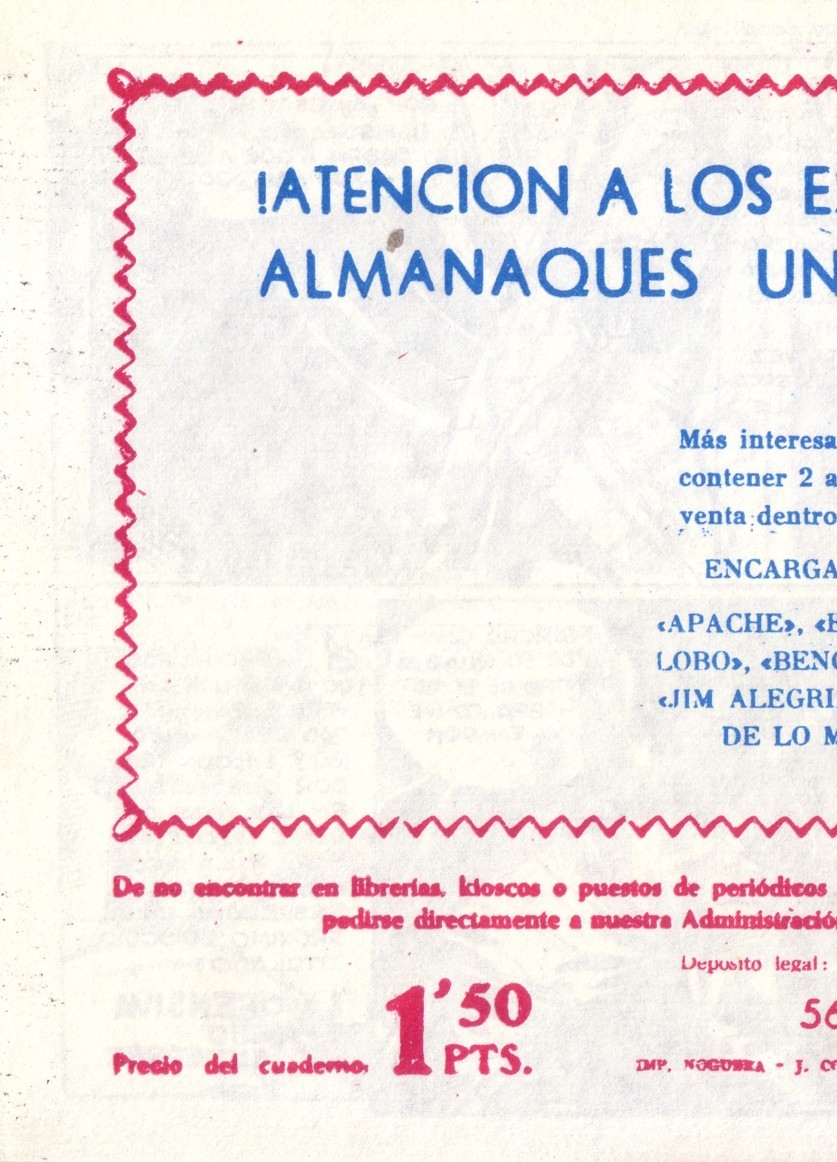 !ATENCION A LOS E
ALMANAQUES UN
Más interesa
contener 2 a
venta dentro
ENCARGA
«APACHE», «
LOBO», «BEN
«JIM ALEGRI
DE LO M
De no encontrar en librerías, kioscos o puestos de periódicos
pedirse directamente a nuestra Administració
Depósito legal:
56
Precio del cuaderno, 1'50 PTS.
IMP. NOGUERA - J. CO